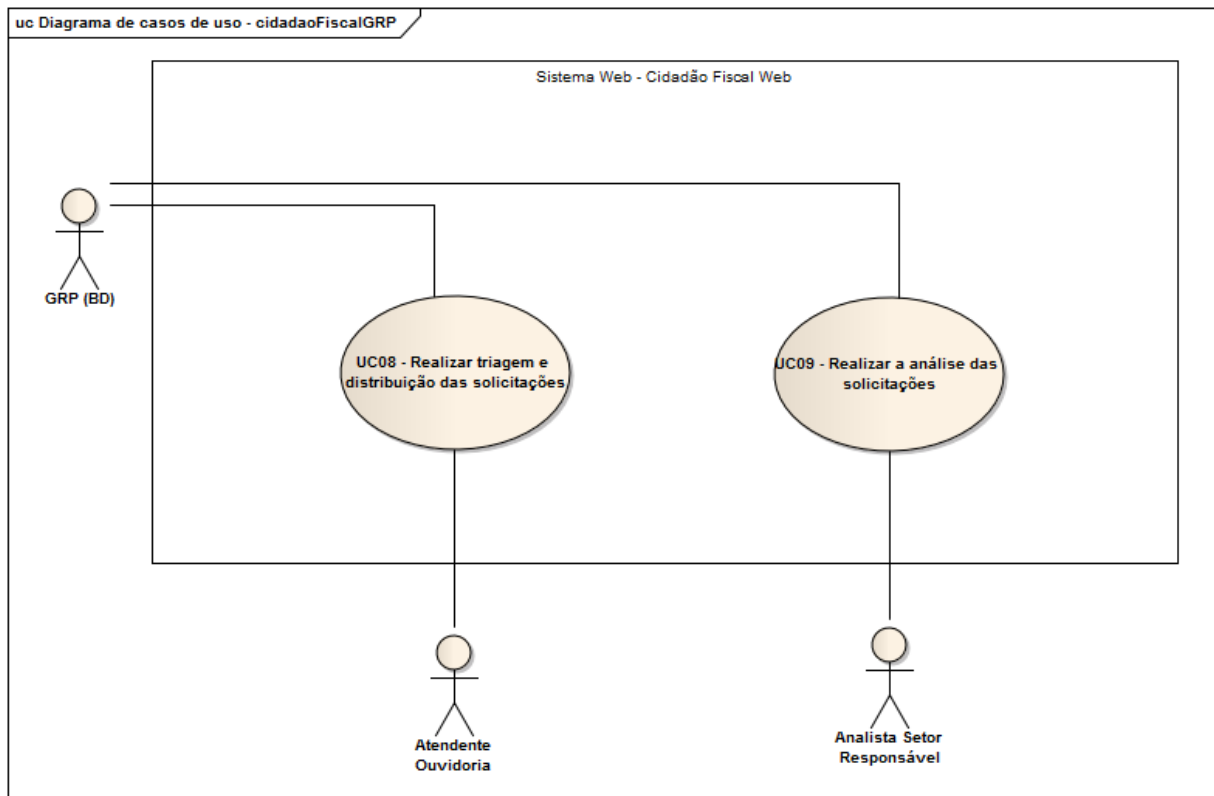 uc Diagrama de casos de uso - cidadaoFiscalGRP
Sistema Web - Cidadão Fiscal Web
GRP (BD)
UC08 - Realizar triagem e
distribuição das solicitações
UC09 - Realizar a análise das
solicitações
Atendente
Ouvidoria
Analista Setor
Responsável